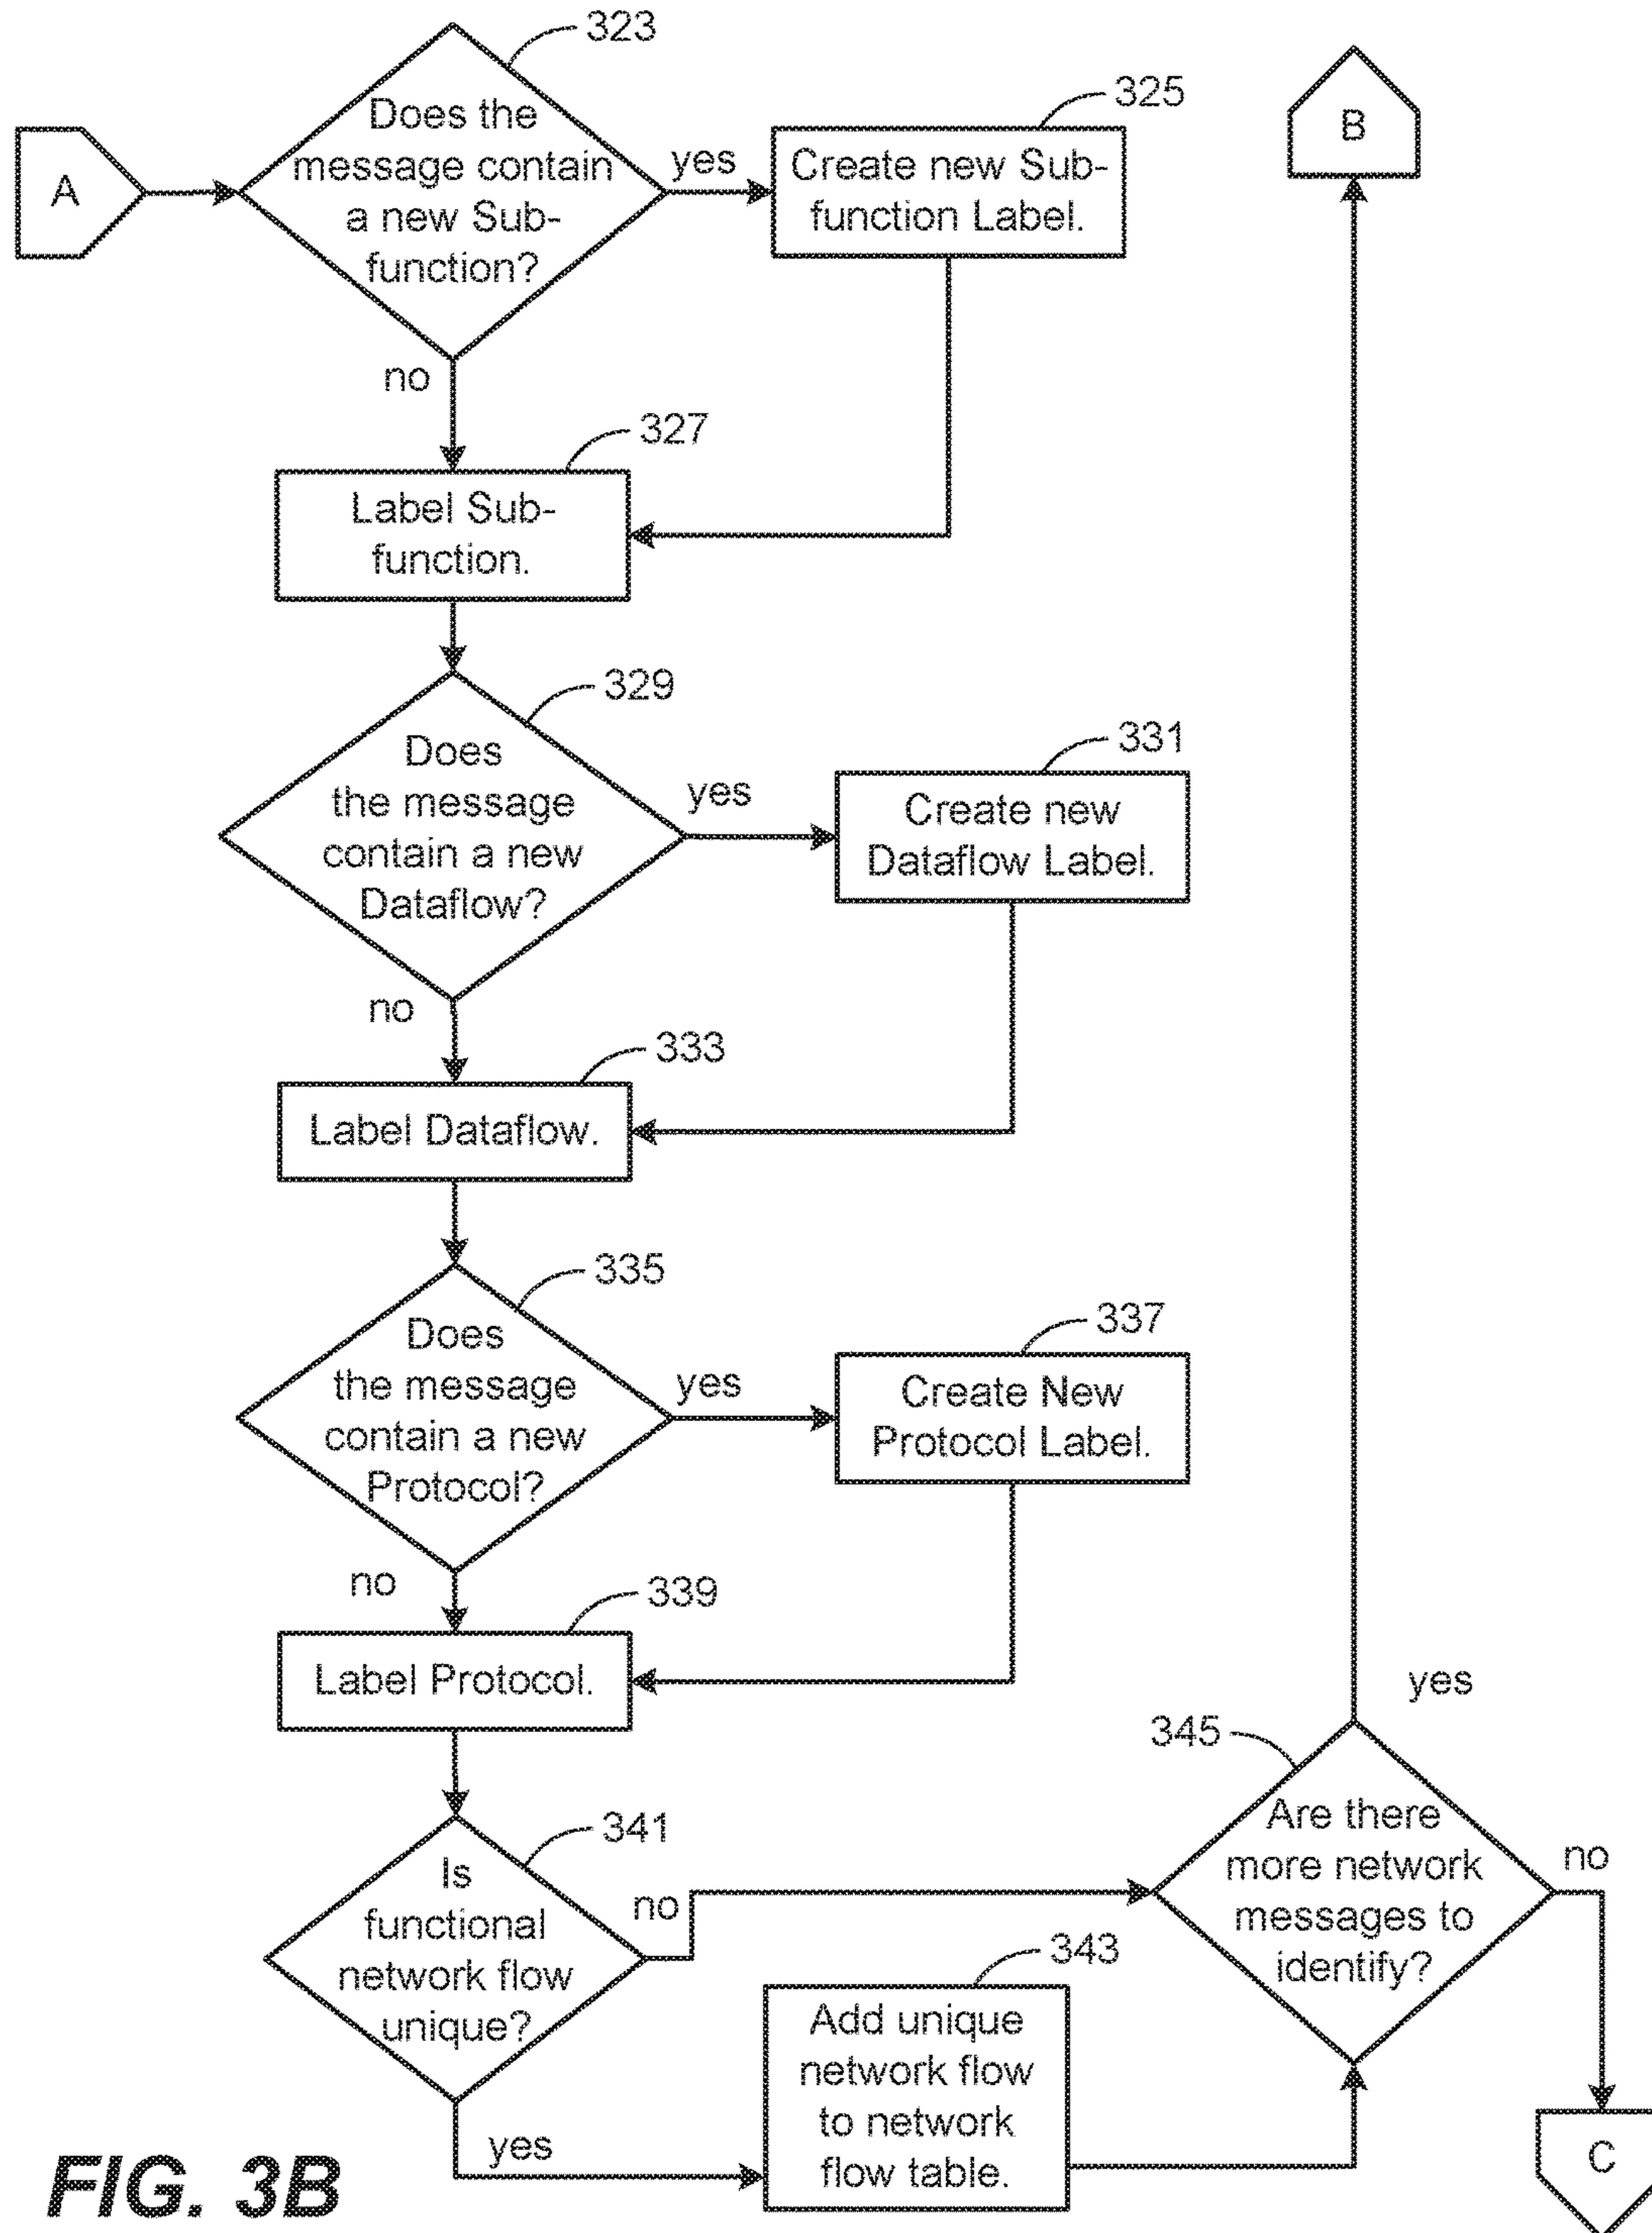 323
Does the
message contain
a new Sub-
function?
A
yes
325
Create new Sub-
function Label.
B
no
327
Label Sub-
function.
329
Does
the message
contain a new
Dataflow?
yes
331
Create new
Dataflow Label.
no
333
Label Dataflow.
335
Does
the message
contain a new
Protocol?
yes
337
Create New
Protocol Label.
no
339
Label Protocol.
341
Is
functional
network flow
unique?
no
yes
343
Add unique
network flow
to network
flow table.
345
Are there
more network
messages to
identify?
yes
no
C
FIG. 3B